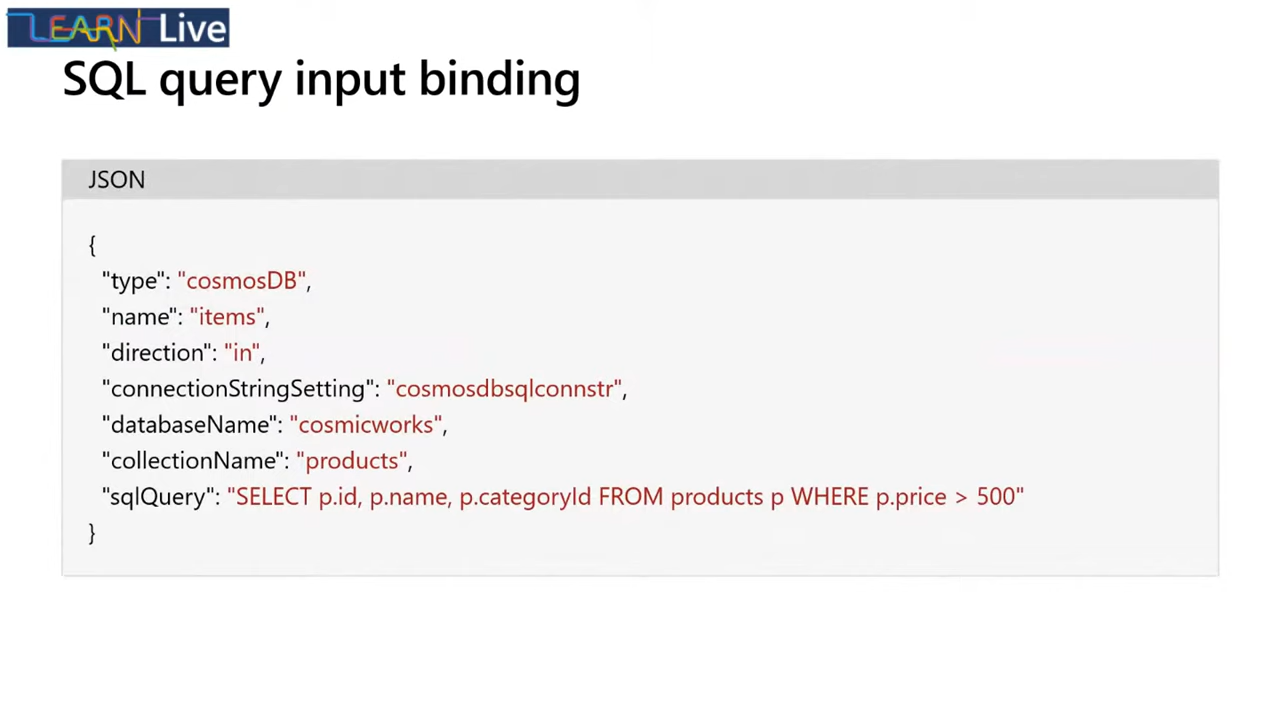 LEARN Live
SQL query input binding
JSON
{
"type": "cosmosDB",
"name": "items",
"direction": "in",
"connectionStringSetting": "cosmosdbsqlconnstr",
"databaseName": "cosmicworks",
"collectionName": "products",
"sqlQuery": "SELECT p.id, p.name, p.categoryId FROM products p WHERE p.price > 500"
}